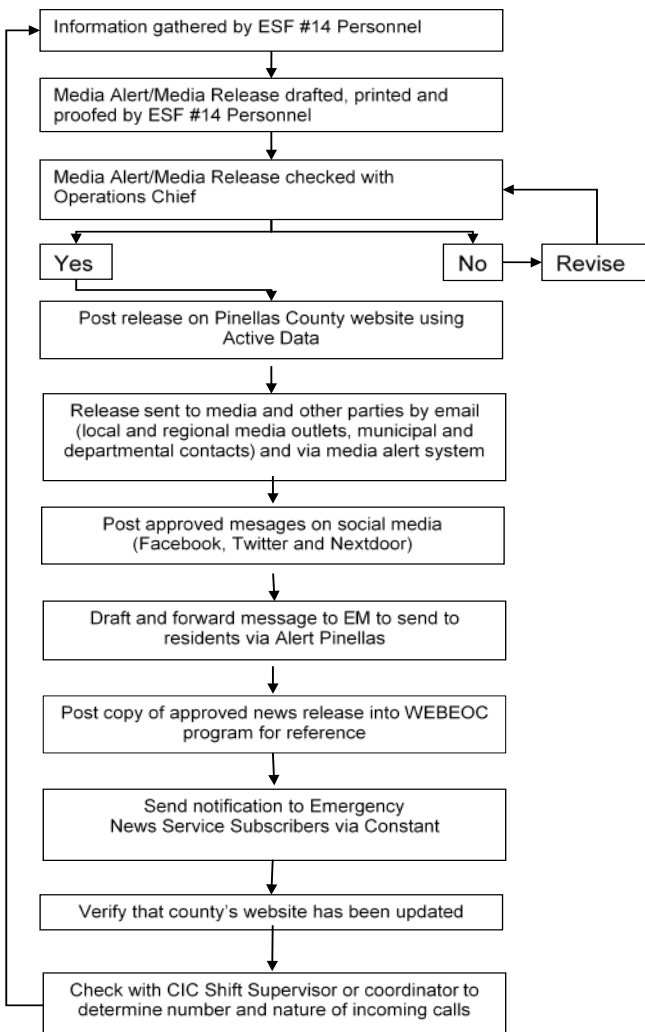 Information gathered by ESF #14 Personnel
Media Alert/Media Release drafted, printed and
proofed by ESF #14 Personnel
Media Alert/Media Release checked with
Operations Chief
Yes
No
Revise
Post release on Pinellas County website using
Active Data
Release sent to media and other parties by email
(local and regional media outlets, municipal and
departmental contacts) and via media alert system
Post approved mesages on social media
(Facebook, Twitter and Nextdoor)
Draft and forward message to EM to send to
residents via Alert Pinellas
Post copy of approved news release into WEBEOC
program for reference
Send notification to Emergency
News Service Subscribers via Constant
Verify that county's website has been updated
Check with CIC Shift Supervisor or coordinator to
determine number and nature of incoming calls